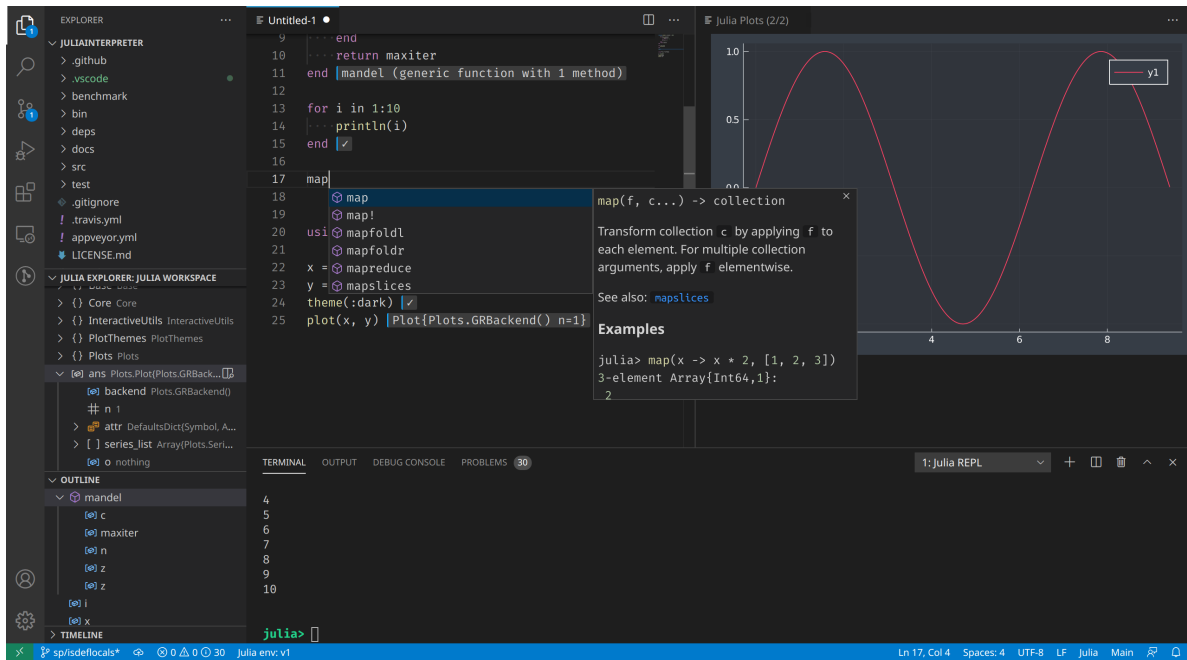 EXPLORER
JULIAINTERPRETER
.github
.vscode
benchmark
bin
deps
docs
src
test
.gitignore
.travis.yml
appveyor.yml
LICENSE.md
JULIA EXPLORER: JULIA WORKSPACE
{} Base Base
{} Core Core
{} InteractiveUtils InteractiveUtils
{} PlotThemes PlotThemes
{} Plots Plots
ans Plots.Plot{Plots.GRBack...
backend Plots.GRBackend()
n 1
attr DefaultsDict{Symbol, A...
[ ] series_list Array{Plots.Seri...
o nothing
OUTLINE
mandel
c
maxiter
n
z
z
i
x
TIMELINE
Untitled-1
9 end
10 return maxiter
11 end mandel (generic function with 1 method)
12
13 for i in 1:10
14 println(i)
15 end ✓
16
17 map
18
19
20 usi
21
22 x =
23 y =
24 theme(:dark) ✓
25 plot(x, y) Plot{Plots.GRBackend() n=1}
map
map!
mapfoldl
mapfoldr
mapreduce
mapslices
map(f, c...) -> collection
Transform collection c by applying f to
each element. For multiple collection
arguments, apply f elementwise.
See also: mapslices
Examples
julia> map(x -> x * 2, [1, 2, 3])
3-element Array{Int64,1}:
2
Julia Plots (2/2)
1.0
0.5
0.0
4 6 8
y1
TERMINAL OUTPUT DEBUG CONSOLE PROBLEMS 30
1: Julia REPL
4
5
6
7
8
9
10
julia>
sp/isdeflocals* 0 0 30 Julia env: v1
Ln 17, Col 4 Spaces: 4 UTF-8 LF Julia Main